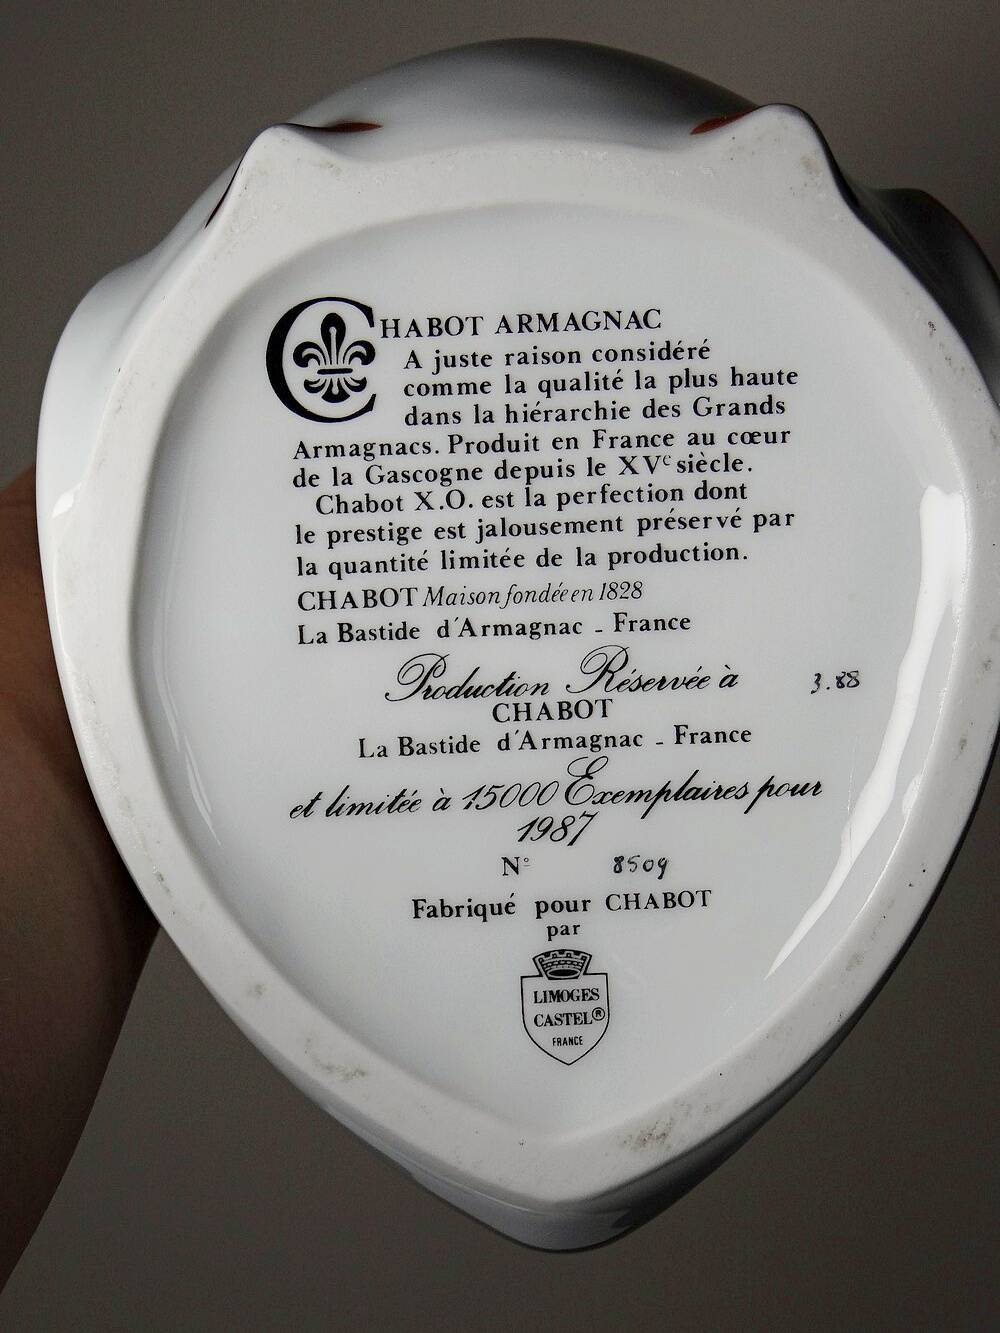 CHABOT ARMAGNAC
A juste raison considéré
comme la qualité la plus haute
dans la hiérarchie des Grands
Armagnacs. Produit en France au cœur
de la Gascogne depuis le XVe siècle.
Chabot X.O. est la perfection dont
le prestige est jalousement préservé par
la quantité limitée de la production.
CHABOT Maison fondée en 1828
La Bastide d'Armagnac - France
Production Réservée à
3.88
CHABOT
La Bastide d'Armagnac - France
et limitée à 15000 Exemplaires pour
1987
N° 8509
Fabriqué pour CHABOT
par
LIMOGES
CASTEL®
FRANCE